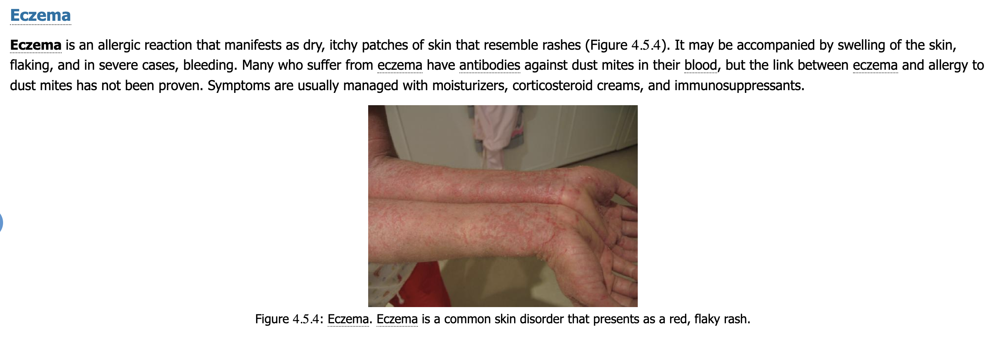 Eczema
Eczema is an allergic reaction that manifests as dry, itchy patches of skin that resemble rashes (Figure 4.5.4). It may be accompanied by swelling of the skin,
flaking, and in severe cases, bleeding. Many who suffer from eczema have antibodies against dust mites in their blood, but the link between eczema and allergy to
dust mites has not been proven. Symptoms are usually managed with moisturizers, corticosteroid creams, and immunosuppressants.
Figure 4.5.4: Eczema. Eczema is a common skin disorder that presents as a red, flaky rash.